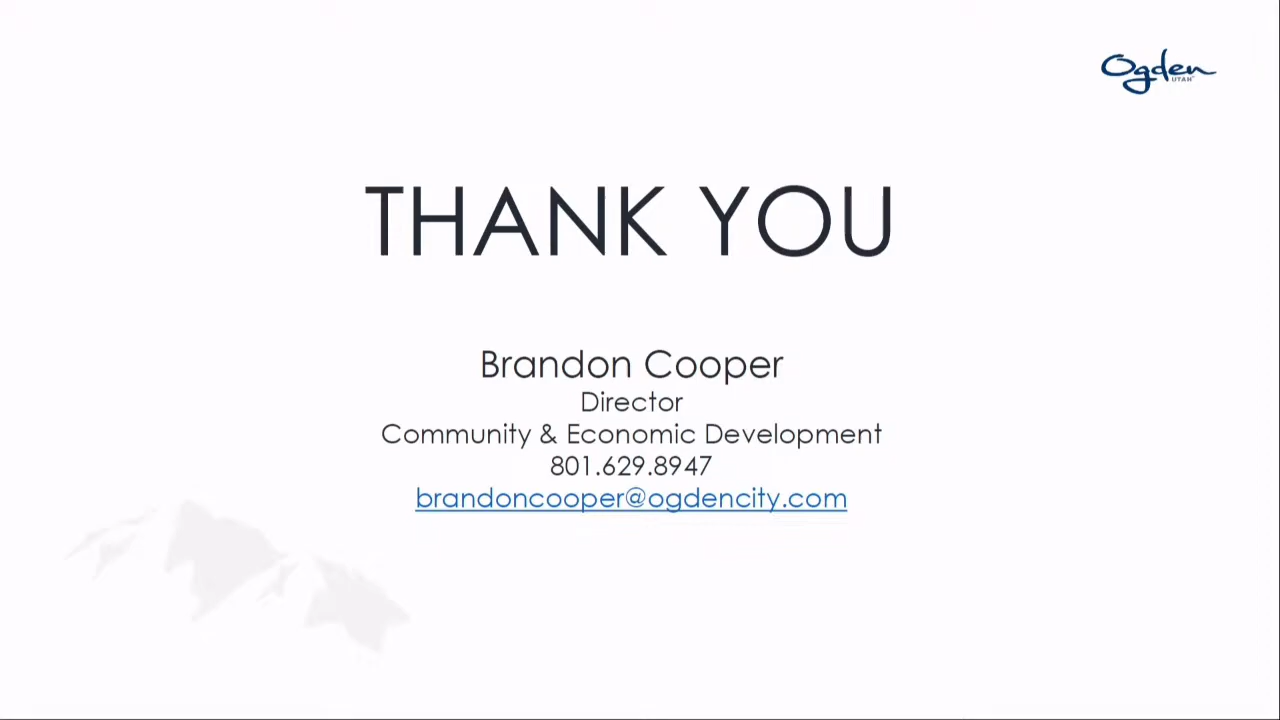 Ogden
UTAH
THANK YOU
Brandon Cooper
Director
Community & Economic Development
801.629.8947
brandoncooper@ogdencity.com